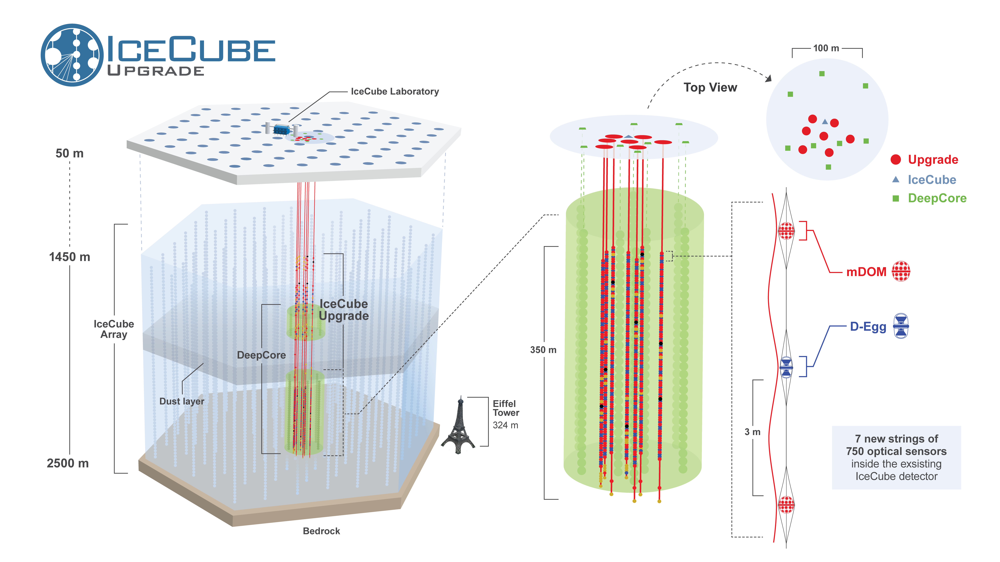 ICECUBE
UPGRADE
IceCube Laboratory
50 m
1450 m
2500 m
IceCube
Array
Dust layer
DeepCore
IceCube
Upgrade
Bedrock
Eiffel
Tower
324 m
Top View
100 m
Upgrade
IceCube
DeepCore
350 m
mDOM
D-Egg
3 m
7 new strings of
750 optical sensors
inside the exsisting
IceCube detector